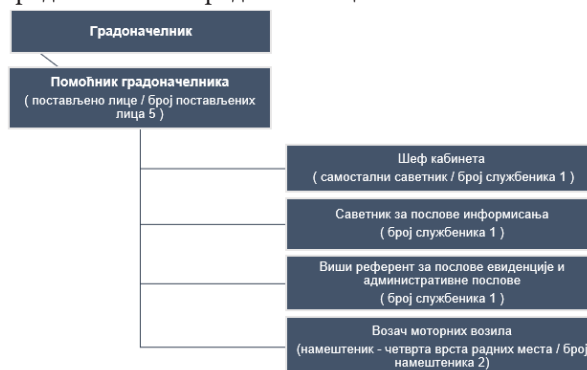 Градоначелник
Помоћник градоначелника
( постављено лице / број постављених
лица 5 )
Шеф кабинета
( самостални саветник / број службеника 1 )
Саветник за послове информисања
( број службеника 1 )
Виши референт за послове евиденције и
административне послове
( број службеника 1 )
Возач моторних возила
(намештеник - четврта врста радних места / број
намештеника 2)